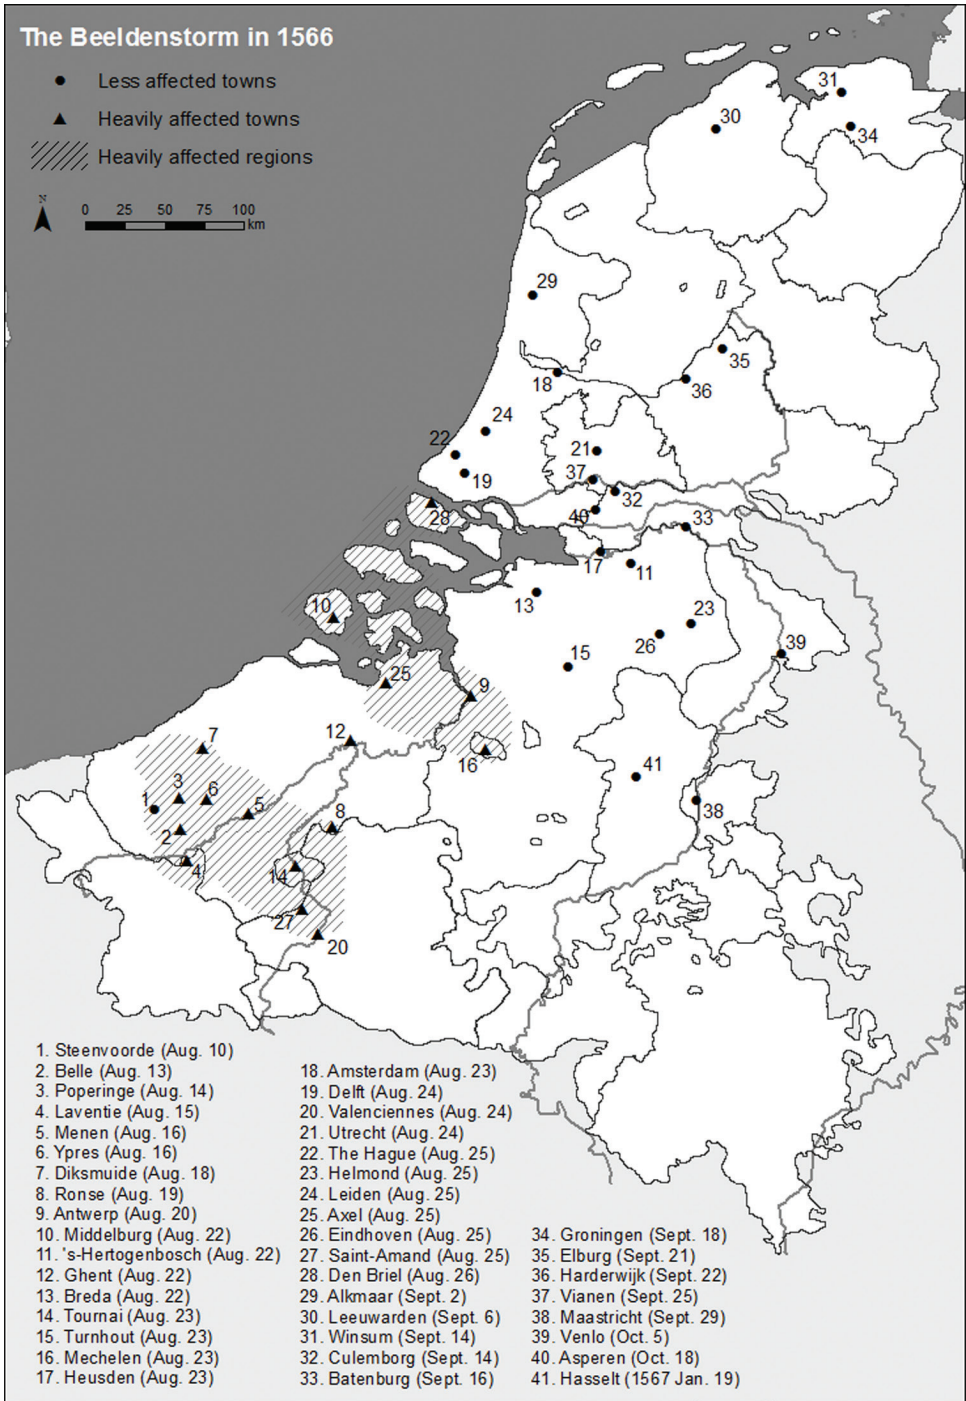 The Beeldenstorm in 1566
Less affected towns
Heavily affected towns
Heavily affected regions
N
0 25 50 75 100
km
31
30
34
29
35
18
36
24
22
21
19
37
32
28
40
33
17
11
13
10
23
26
39
15
25
9
7
12
16
41
3
6
1
5
8
38
2
4
14
27
20
1. Steenvoorde (Aug. 10)
2. Belle (Aug. 13)
3. Poperinge (Aug. 14)
4. Laventie (Aug. 15)
5. Menen (Aug. 16)
6. Ypres (Aug. 16)
7. Diksmuide (Aug. 18)
8. Ronse (Aug. 19)
9. Antwerp (Aug. 20)
10. Middelburg (Aug. 22)
11. 's-Hertogenbosch (Aug. 22)
12. Ghent (Aug. 22)
13. Breda (Aug. 22)
14. Tournai (Aug. 23)
15. Turnhout (Aug. 23)
16. Mechelen (Aug. 23)
17. Heusden (Aug. 23)
18. Amsterdam (Aug. 23)
19. Delft (Aug. 24)
20. Valenciennes (Aug. 24)
21. Utrecht (Aug. 24)
22. The Hague (Aug. 25)
23. Helmond (Aug. 25)
24. Leiden (Aug. 25)
25. Axel (Aug. 25)
26. Eindhoven (Aug. 25)
27. Saint-Amand (Aug. 25)
28. Den Briel (Aug. 26)
29. Alkmaar (Sept. 2)
30. Leeuwarden (Sept. 6)
31. Winsum (Sept. 14)
32. Culemborg (Sept. 14)
33. Batenburg (Sept. 16)
34. Groningen (Sept. 18)
35. Elburg (Sept. 21)
36. Harderwijk (Sept. 22)
37. Vianen (Sept. 25)
38. Maastricht (Sept. 29)
39. Venlo (Oct. 5)
40. Asperen (Oct. 18)
41. Hasselt (1567 Jan. 19)